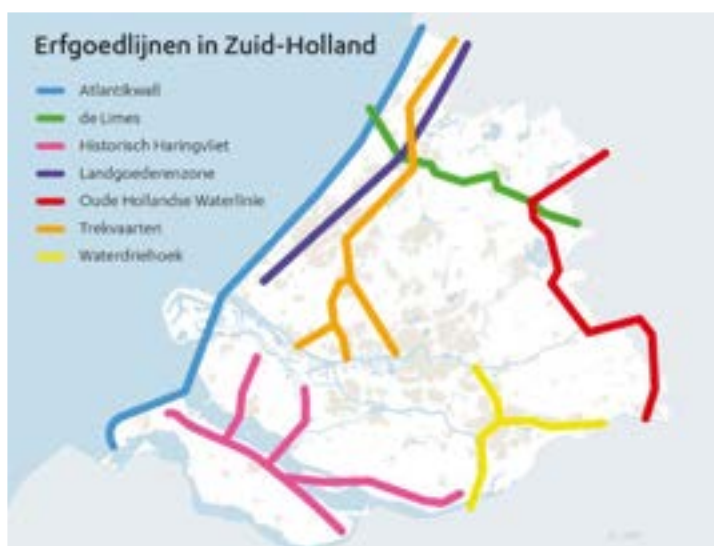 Erfgoedlijnen in Zuid-Holland
Atlantikwall
de Limes
Historisch Haringvliet
Landgoederenzone
Oude Hollandse Waterlinie
Trekvaarten
Waterdriehoek